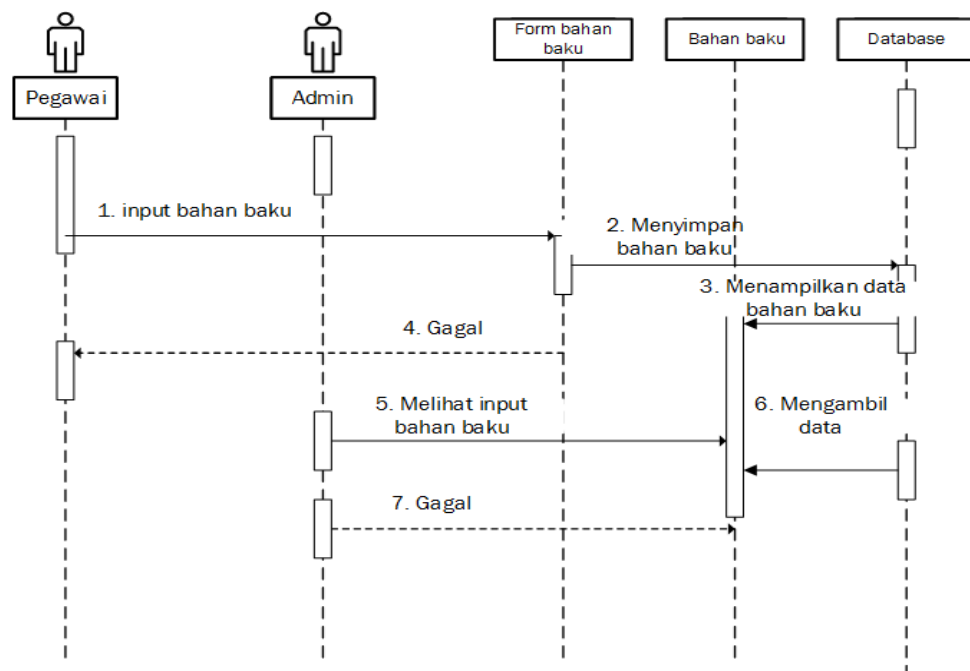 Form bahan
baku
Bahan baku
Database
Pegawai
Admin
1. input bahan baku
2. Menyimpan
bahan baku
3. Menampilkan data
bahan baku
4. Gagal
5. Melihat input
bahan baku
6. Mengambil
data
7. Gagal